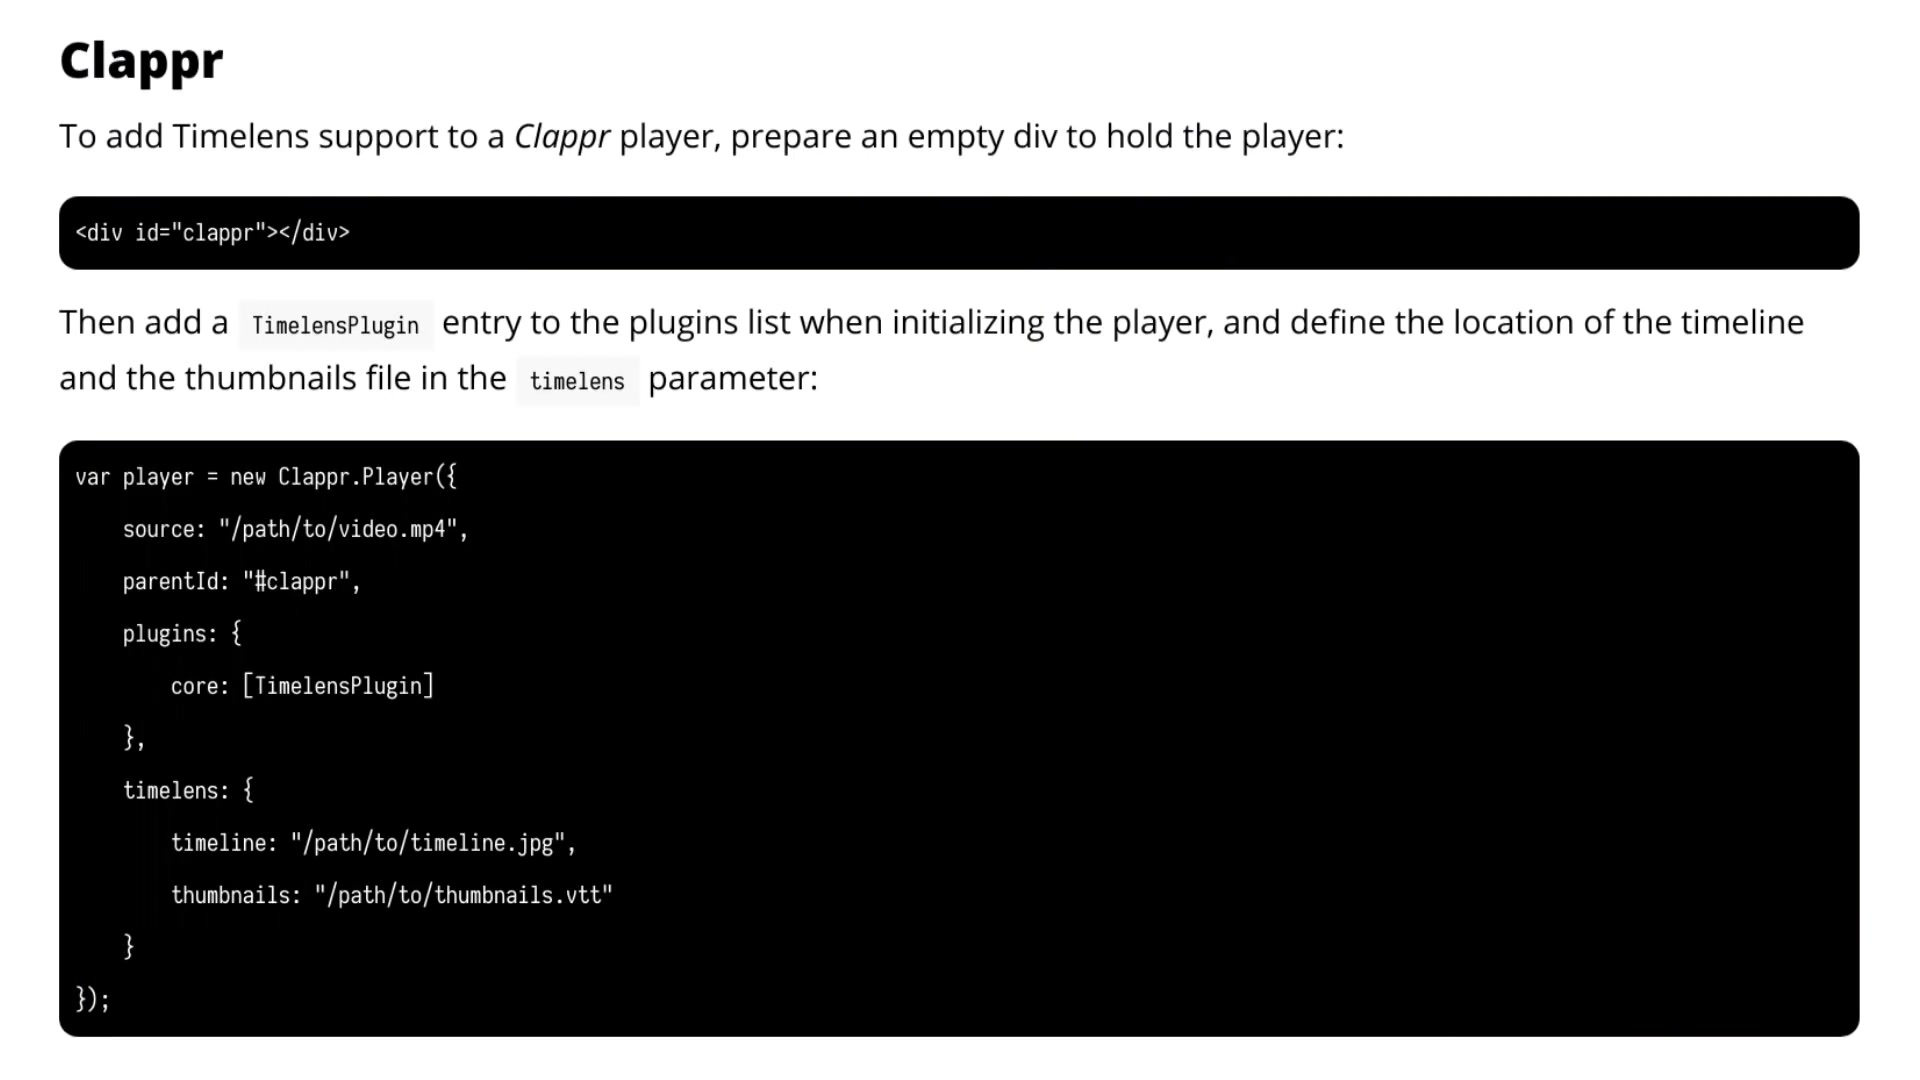 Clappr
To add Timelens support to a Clappr player, prepare an empty div to hold the player:
<div id="clappr"></div>
Then add a TimelensPlugin entry to the plugins list when initializing the player, and define the location of the timeline
and the thumbnails file in the timelens parameter:
var player = new Clappr.Player({
    source: "/path/to/video.mp4",
    parentId: "#clappr",
    plugins: {
        core: [TimelensPlugin]
    },
    timelens: {
        timeline: "/path/to/timeline.jpg",
        thumbnails: "/path/to/thumbnails.vtt"
    }
});